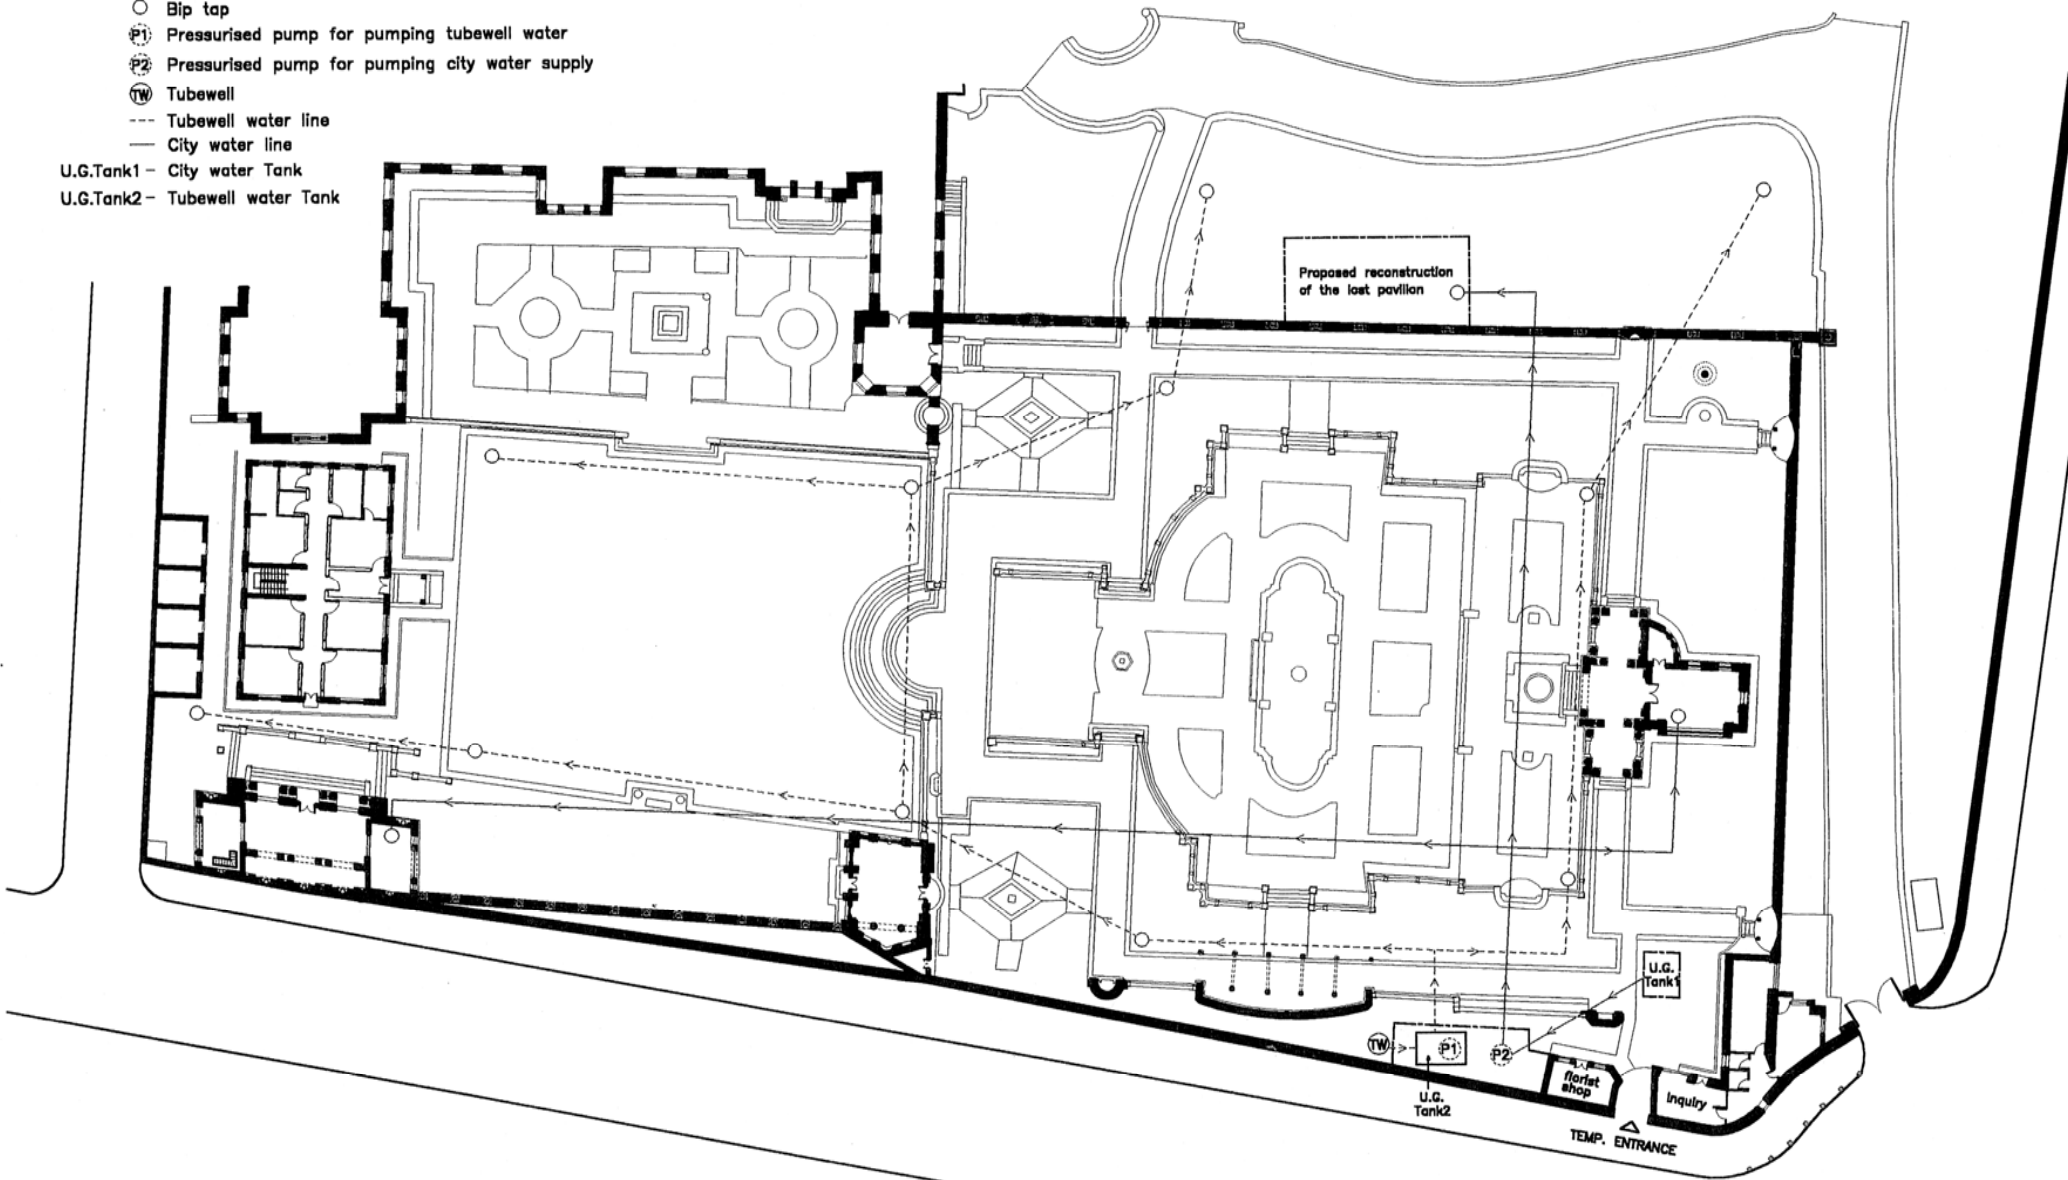 Bip tap
P1 Pressurised pump for pumping tubewell water
P2 Pressurised pump for pumping city water supply
TW Tubewell
Tubewell water line
City water line
U.G.Tank1 - City water Tank
U.G.Tank2 - Tubewell water Tank
Proposed reconstruction
of the lost pavilion
U.G.
Tank1
TW
P1
P2
U.G.
Tank2
florist
shop
Inquiry
TEMP. ENTRANCE